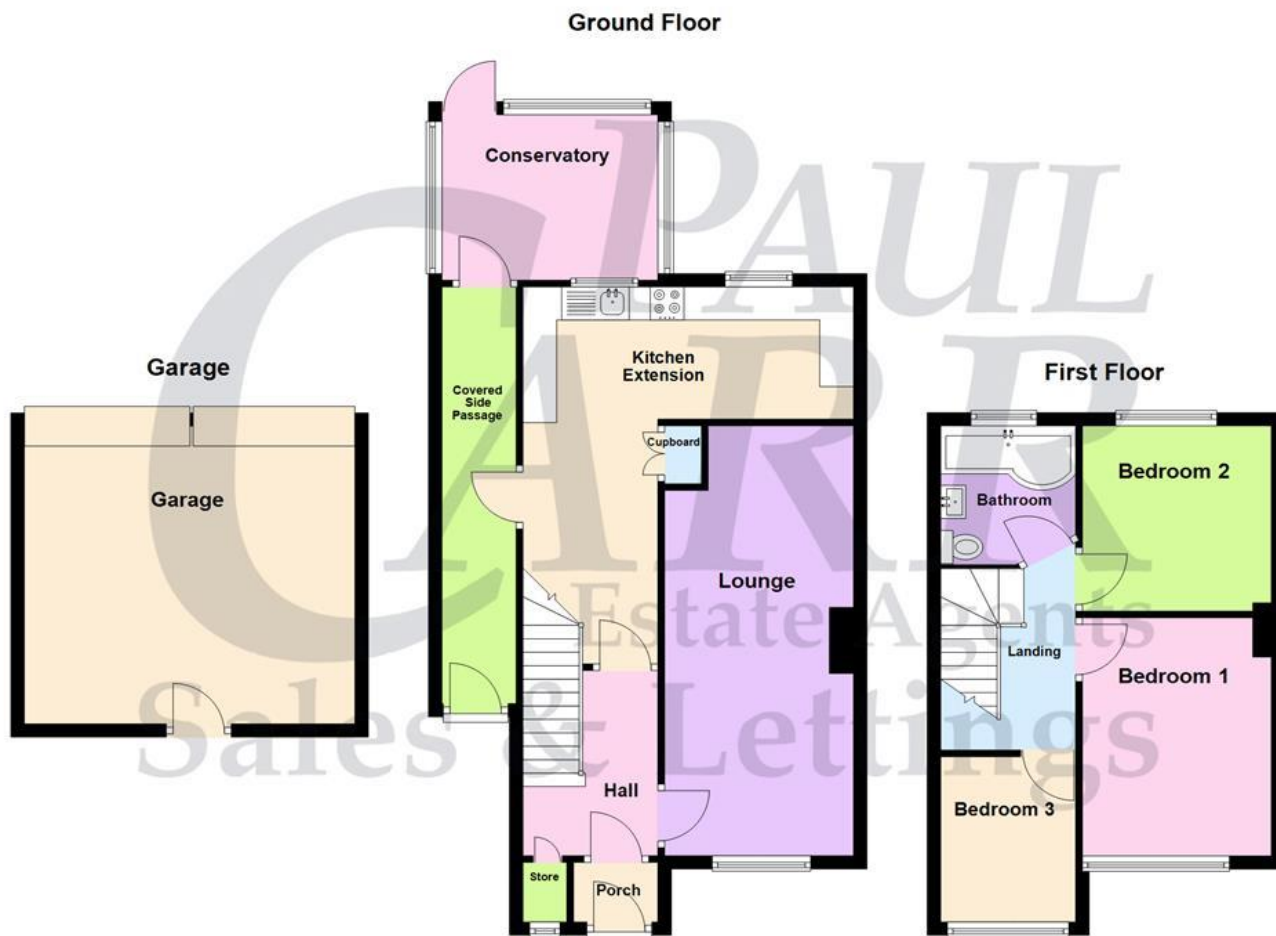 Ground Floor
Conservatory
Kitchen
Extension
Covered
Side
Passage
Cupboard
Lounge
Hall
Store
Porch
Garage
Garage
First Floor
Bedroom 2
Bathroom
Landing
Bedroom 1
Bedroom 3
PAUL
CARR
Estate Agents
Sales & Lettings